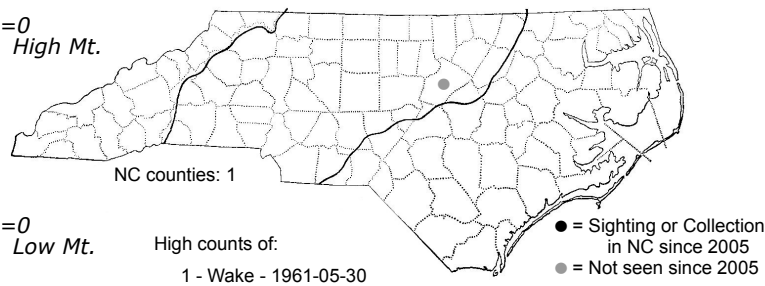 =0
High Mt.
NC counties: 1
=0
Low Mt.
High counts of:
1 - Wake - 1961-05-30
● = Sighting or Collection
in NC since 2005
● = Not seen since 2005